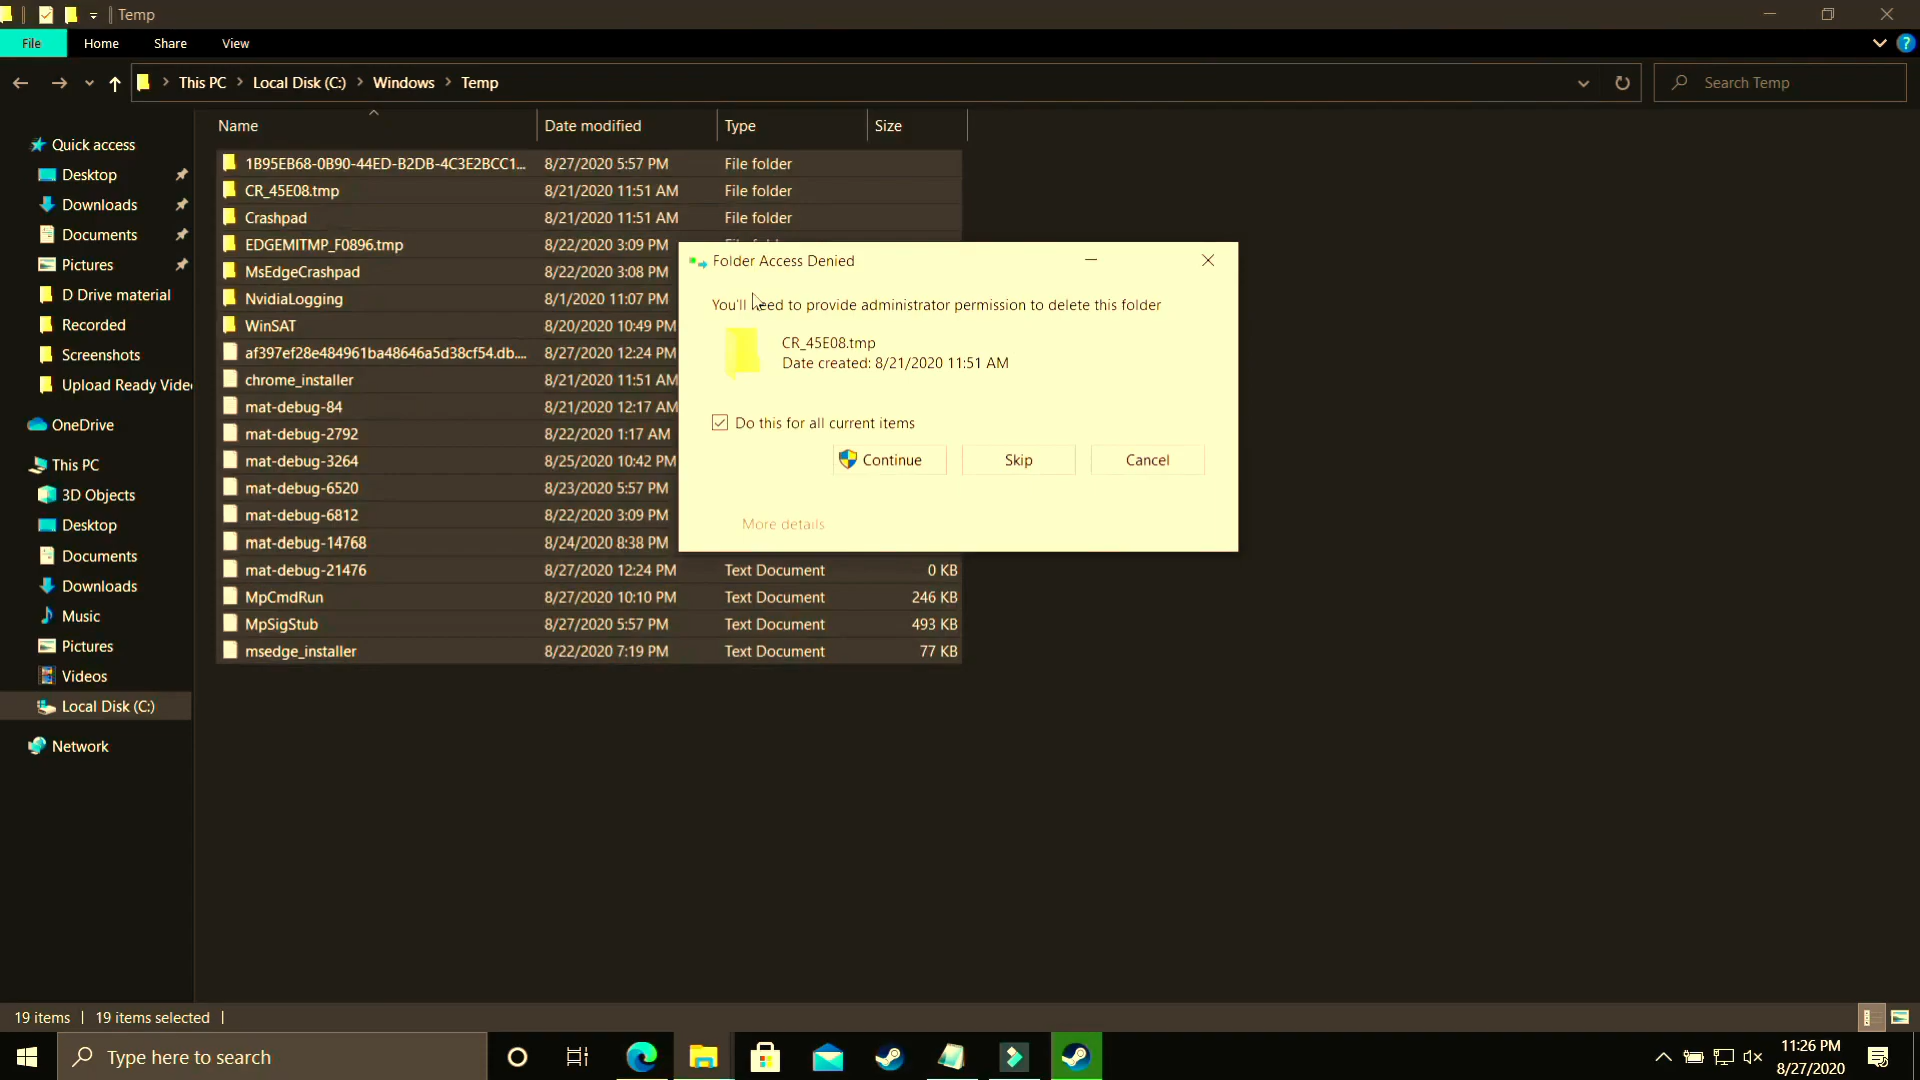 Temp
File Home Share View
This PC Local Disk (C:) Windows Temp
Search Temp
Name Date modified Type Size
Quick access
Desktop
Downloads
Documents
Pictures
D Drive material
Recorded
Screenshots
Upload Ready Vide
OneDrive
This PC
3D Objects
Desktop
Documents
Downloads
Music
Pictures
Videos
Local Disk (C:)
Network
1B95EB68-0B90-44ED-B2DB-4C3E2BCC1... 8/27/2020 5:57 PM File folder
CR_45E08.tmp 8/21/2020 11:51 AM File folder
Crashpad 8/21/2020 11:51 AM File folder
EDGEMITMP_F0896.tmp 8/22/2020 3:09 PM
MsEdgeCrashpad 8/22/2020 3:08 PM
NvidiaLogging 8/1/2020 11:07 PM
WinSAT 8/20/2020 10:49 PM
af397ef28e484961ba48646a5d38cf54.db.... 8/27/2020 12:24 PM
chrome_installer 8/21/2020 11:51 AM
mat-debug-84 8/21/2020 12:17 AM
mat-debug-2792 8/22/2020 1:17 AM
mat-debug-3264 8/25/2020 10:42 PM
mat-debug-6520 8/23/2020 5:57 PM
mat-debug-6812 8/22/2020 3:09 PM
mat-debug-14768 8/24/2020 8:38 PM
mat-debug-21476 8/27/2020 12:24 PM Text Document 0 KB
MpCmdRun 8/27/2020 10:10 PM Text Document 246 KB
MpSigStub 8/27/2020 5:57 PM Text Document 493 KB
msedge_installer 8/22/2020 7:19 PM Text Document 77 KB
Folder Access Denied
You'll need to provide administrator permission to delete this folder
CR_45E08.tmp
Date created: 8/21/2020 11:51 AM
Do this for all current items
Continue Skip Cancel
More details
19 items 19 items selected
Type here to search
11:26 PM
8/27/2020